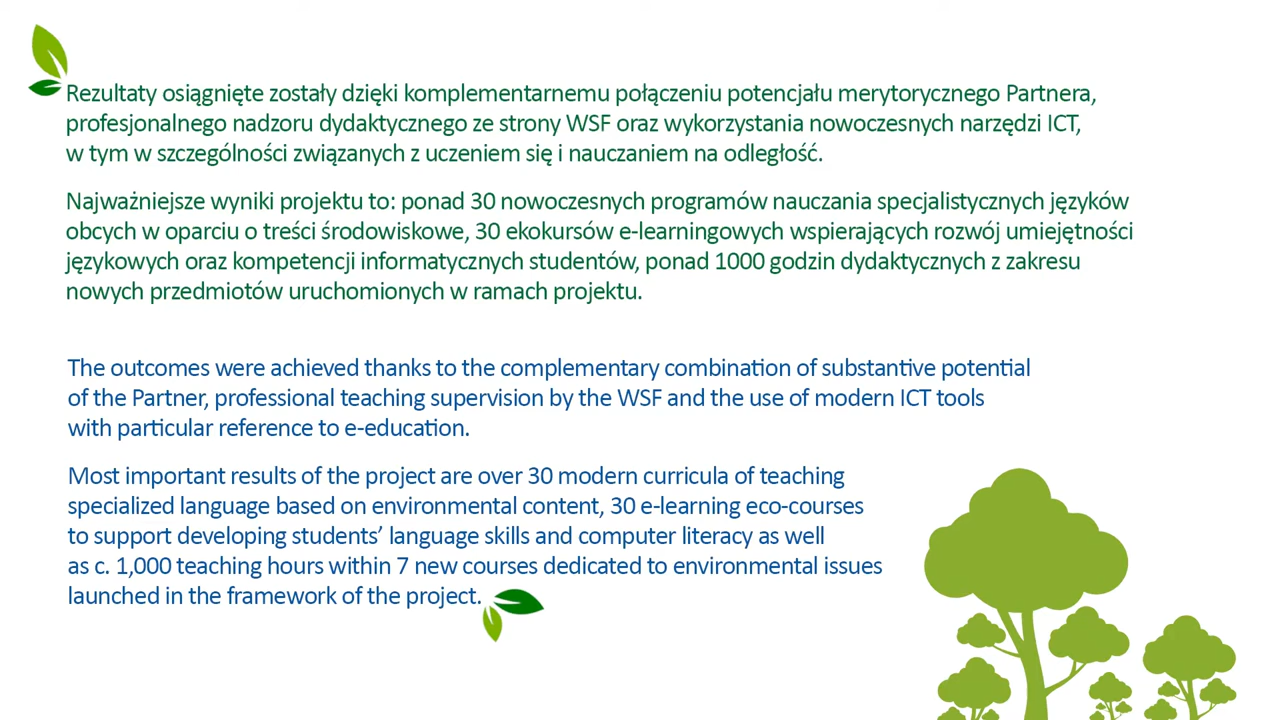 Rezultaty osiągnięte zostały dzięki komplementarnemu połączeniu potencjału merytorycznego Partnera,
profesjonalnego nadzoru dydaktycznego ze strony WSF oraz wykorzystania nowoczesnych narzędzi ICT,
w tym w szczególności związanych z uczeniem się i nauczaniem na odległość.
Najważniejsze wyniki projektu to: ponad 30 nowoczesnych programów nauczania specjalistycznych języków
obcych w oparciu o treści środowiskowe, 30 ekokursów e-learningowych wspierających rozwój umiejętności
językowych oraz kompetencji informatycznych studentów, ponad 1000 godzin dydaktycznych z zakresu
nowych przedmiotów uruchomionych w ramach projektu.
The outcomes were achieved thanks to the complementary combination of substantive potential
of the Partner, professional teaching supervision by the WSF and the use of modern ICT tools
with particular reference to e-education.
Most important results of the project are over 30 modern curricula of teaching
specialized language based on environmental content, 30 e-learning eco-courses
to support developing students’ language skills and computer literacy as well
as c. 1,000 teaching hours within 7 new courses dedicated to environmental issues
launched in the framework of the project.